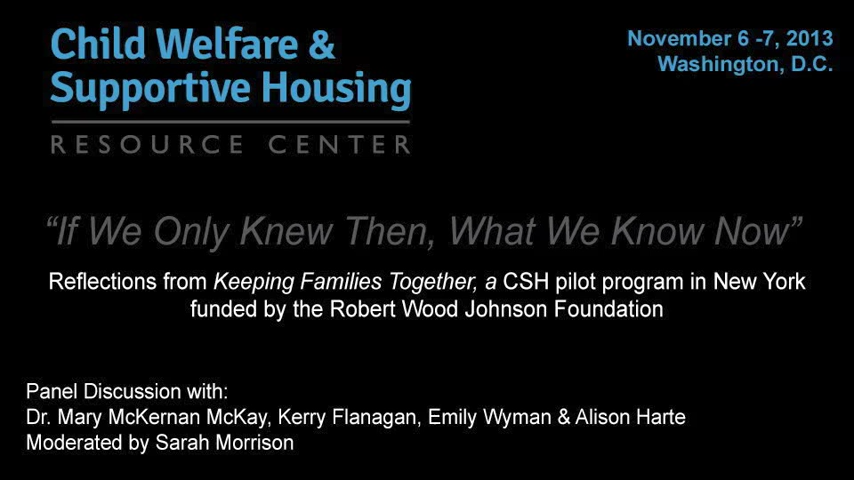 Child Welfare &
Supportive Housing
RESOURCE CENTER
November 6 -7, 2013
Washington, D.C.
“If We Only Knew Then, What We Know Now”
Reflections from Keeping Families Together, a CSH pilot program in New York
funded by the Robert Wood Johnson Foundation
Panel Discussion with:
Dr. Mary McKernan McKay, Kerry Flanagan, Emily Wyman & Alison Harte
Moderated by Sarah Morrison